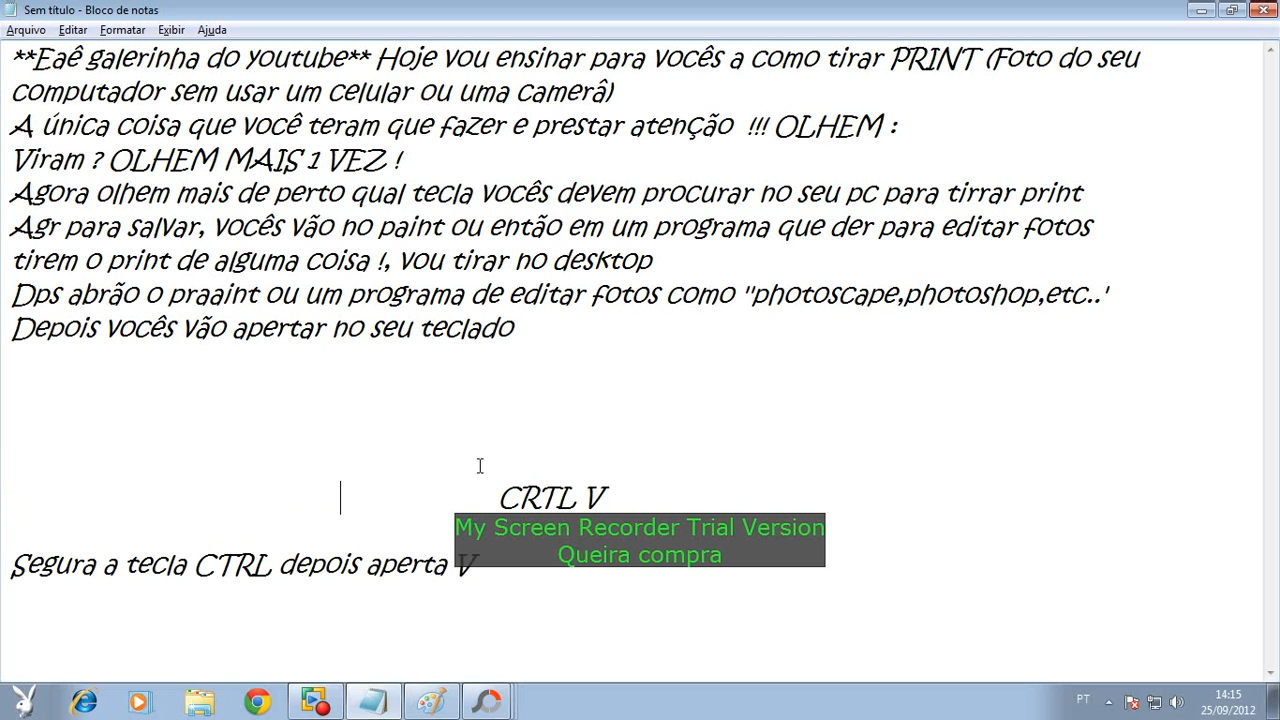 Sem título - Bloco de notas
Arquivo Editar Formatar Exibir Ajuda
**Eaê galerinha do youtube** Hoje vou ensinar para vocês a como tirar PRINT (Foto do seu
computador sem usar um celular ou uma camerâ)
A única coisa que você teram que fazer e prestar atenção !!! OLHEM :
Viram ? OLHEM MAIS 1 VEZ !
Agora olhem mais de perto qual tecla vocês devem procurar no seu pc para tirrar print
Agr para salvar, vocês vão no paint ou então em um programa que der para editar fotos
tirem o print de alguma coisa !, vou tirar no desktop
Dps abrão o praaint ou um programa de editar fotos como "photoscape,photoshop,etc..'
Depois vocês vão apertar no seu teclado
CRTL V
My Screen Recorder Trial Version
Queira compra
Segura a tecla CTRL depois aperta V
PT
14:15
25/09/2012